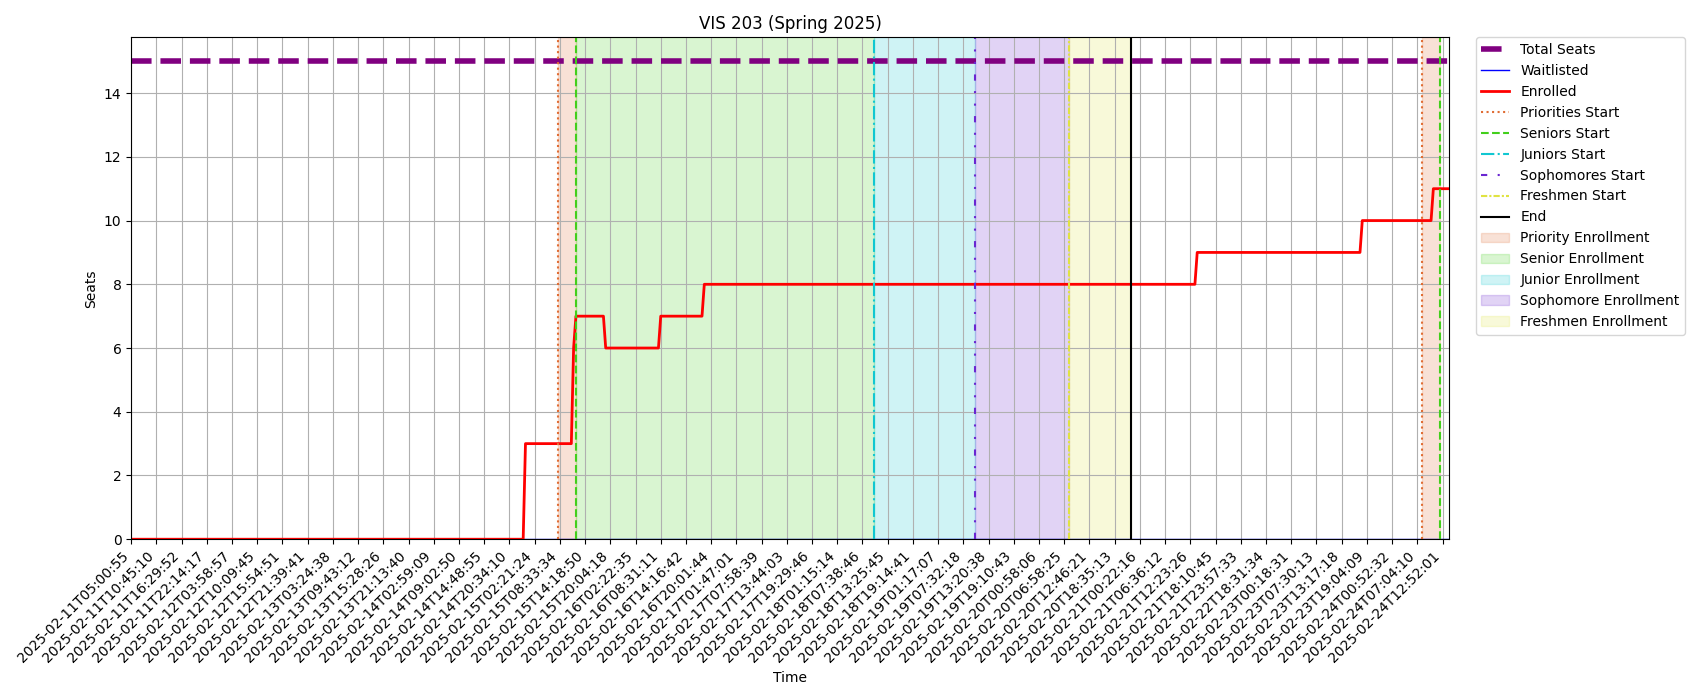 VIS 203 (Spring 2025)
Seats
14
12
10
8
6
4
2
0
2025-02-11T05:00:55
2025-02-11T10:45:10
2025-02-11T16:29:52
2025-02-11T22:14:17
2025-02-12T03:58:57
2025-02-12T10:09:45
2025-02-12T15:54:51
2025-02-12T21:39:41
2025-02-13T03:24:38
2025-02-13T09:43:12
2025-02-13T15:28:26
2025-02-13T21:13:40
2025-02-14T02:59:09
2025-02-14T09:02:50
2025-02-14T14:48:55
2025-02-14T20:34:10
2025-02-15T02:21:24
2025-02-15T08:33:34
2025-02-15T14:18:50
2025-02-15T20:04:19
2025-02-16T02:22:35
2025-02-16T08:31:11
2025-02-16T14:16:42
2025-02-16T20:01:44
2025-02-17T01:47:01
2025-02-17T07:58:39
2025-02-17T13:44:03
2025-02-17T19:29:46
2025-02-18T01:15:14
2025-02-18T07:38:46
2025-02-18T13:25:45
2025-02-18T19:14:41
2025-02-19T01:17:07
2025-02-19T07:32:18
2025-02-19T13:20:38
2025-02-19T19:10:43
2025-02-20T00:58:06
2025-02-20T06:58:25
2025-02-20T12:46:21
2025-02-20T18:35:13
2025-02-21T00:22:16
2025-02-21T06:36:12
2025-02-21T12:23:26
2025-02-21T18:10:45
2025-02-21T23:57:33
2025-02-22T18:31:34
2025-02-23T00:18:31
2025-02-23T07:30:13
2025-02-23T13:17:18
2025-02-23T19:04:09
2025-02-24T00:52:32
2025-02-24T07:04:10
2025-02-24T12:52:01
Time
Total Seats
Waitlisted
Enrolled
Priorities Start
Seniors Start
Juniors Start
Sophomores Start
Freshmen Start
End
Priority Enrollment
Senior Enrollment
Junior Enrollment
Sophomore Enrollment
Freshmen Enrollment